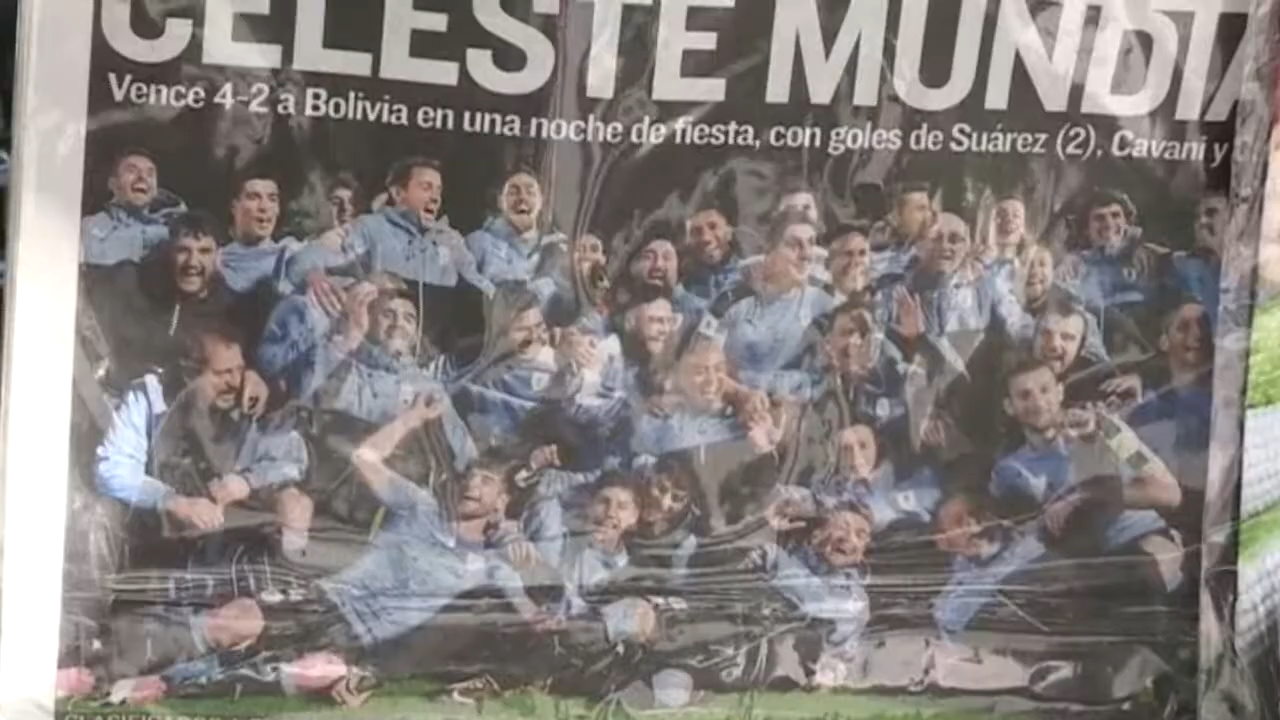 CELESTE MUNDIA
Vence 4-2 a Bolivia en una noche de fiesta, con goles de Suárez (2), Cavani y